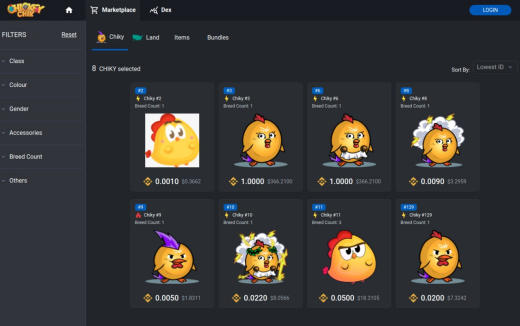 CHICKEY CHIK
Marketplace
Dex
LOGIN
FILTERS
Reset
Chiky
Land
Items
Bundles
Class
8 CHIKY selected
Sort By:
Lowest ID
Colour
Gender
Accessories
Breed Count
Others
#2
Chiky #2
Breed Count: 1
0.0010 $0.3662
#3
Chiky #3
Breed Count: 1
1.0000 $366.2100
#6
Chiky #6
Breed Count: 1
1.0000 $366.2100
#8
Chiky #8
Breed Count: 1
0.0090 $3.2959
#9
Chiky #9
Breed Count: 1
0.0050 $1.8311
#10
Chiky #10
Breed Count: 1
0.0220 $8.0566
#11
Chiky #11
Breed Count: 3
0.0500 $18.3105
#129
Chiky #129
Breed Count: 1
0.0200 $7.3242